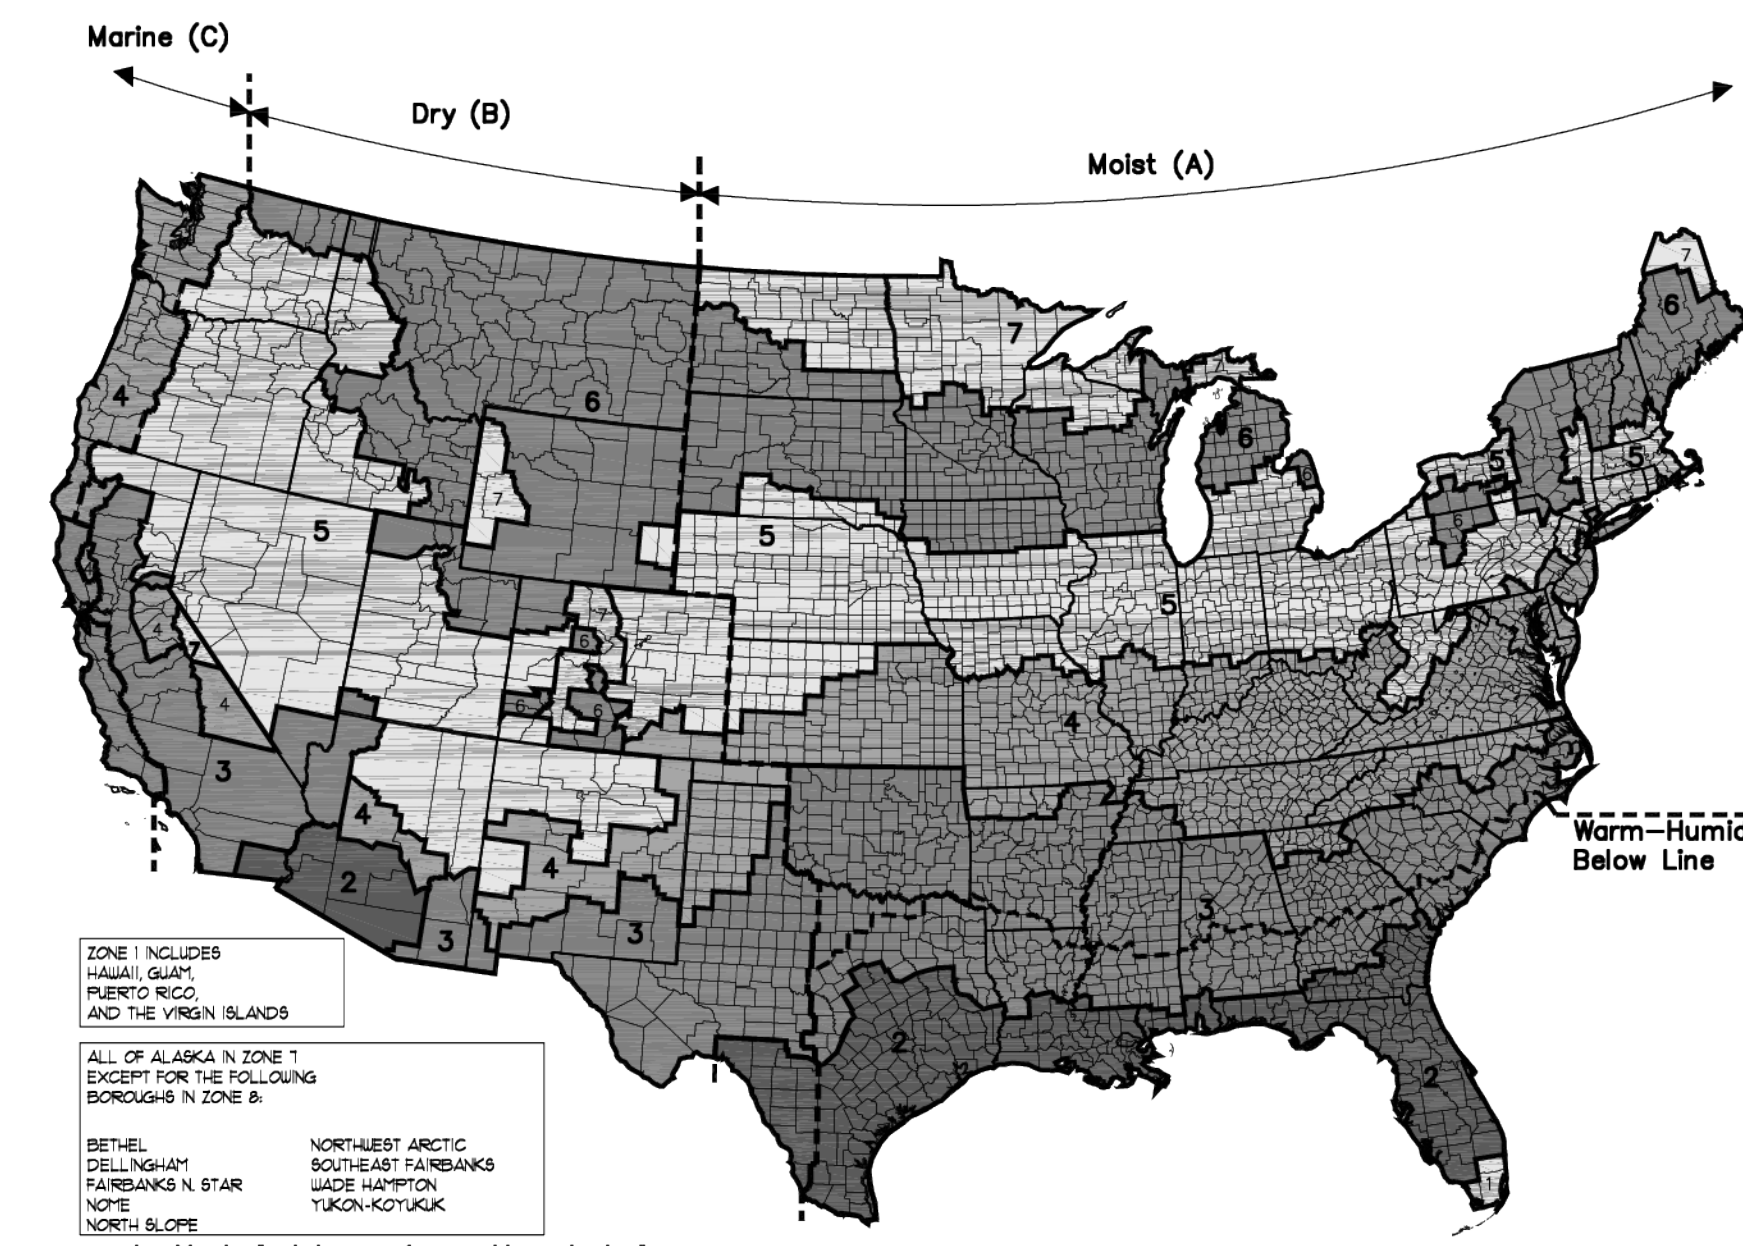 Marine (C)
Dry (B)
Moist (A)
7
7
6
4
7
6
6
7
6
5
5
6
7
5
5
6
4
7
6
5
7
6
6
4
4
3
4
4
2
3
3
3
2
2
1
Warm-Humid
Below Line
ZONE 1 INCLUDES
HAWAII, GUAM,
PUERTO RICO,
AND THE VIRGIN ISLANDS
ALL OF ALASKA IN ZONE 7
EXCEPT FOR THE FOLLOWING
BOROUGHS IN ZONE 8:
BETHEL NORTHWEST ARCTIC
DELLINGHAM SOUTHEAST FAIRBANKS
FAIRBANKS N. STAR WADE HAMPTON
NOME YUKON-KOYUKUK
NORTH SLOPE